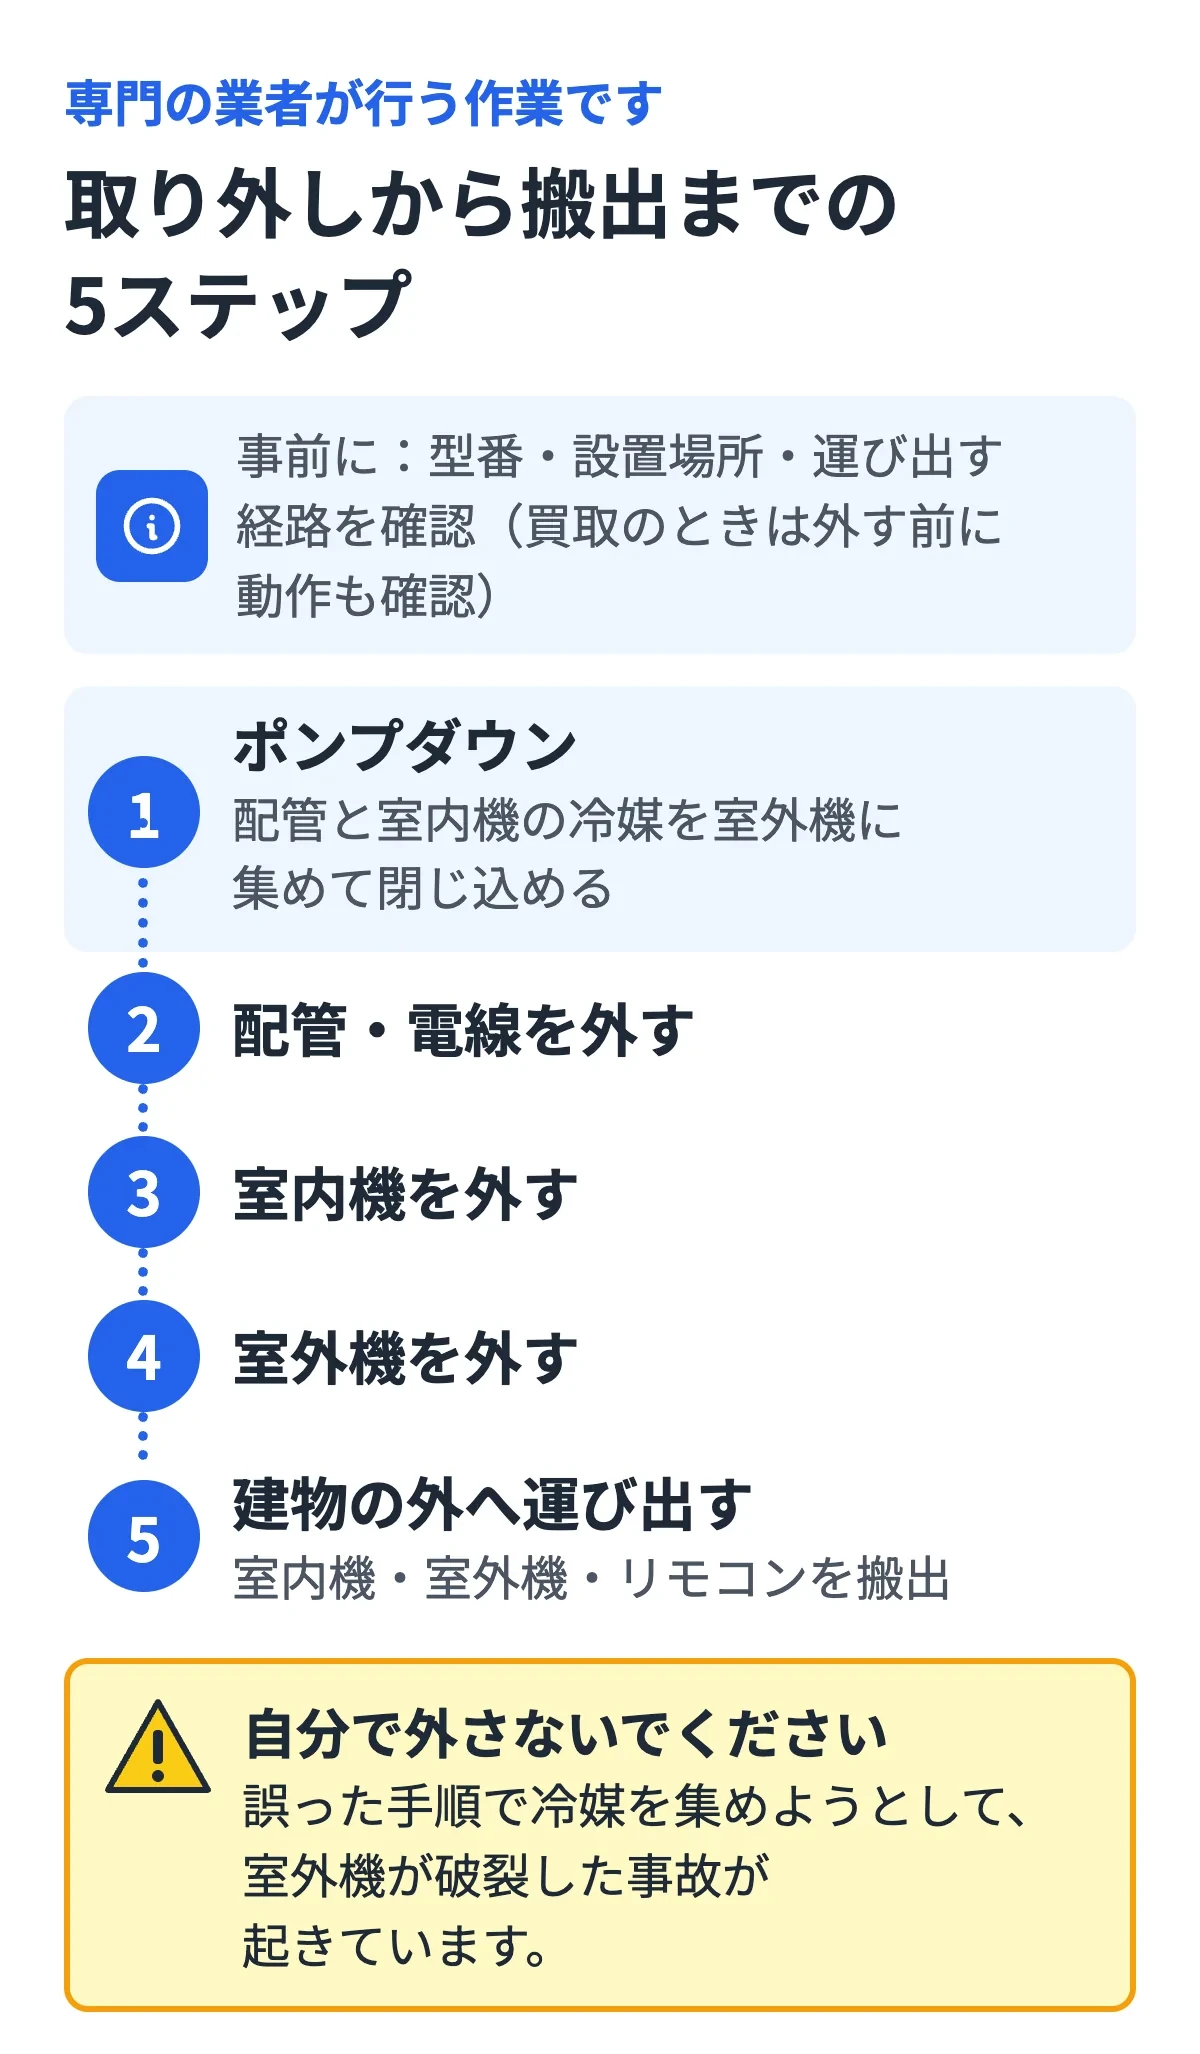 専門の業者が行う作業です
取り外しから搬出までの
5ステップ
事前に：型番・設置場所・運び出す
経路を確認（買取のときは外す前に
動作も確認）
1
ポンプダウン
配管と室内機の冷媒を室外機に
集めて閉じ込める
2
配管・電線を外す
3
室内機を外す
4
室外機を外す
5
建物の外へ運び出す
室内機・室外機・リモコンを搬出
自分で外さないでください
誤った手順で冷媒を集めようとして、
室外機が破裂した事故が
起きています。